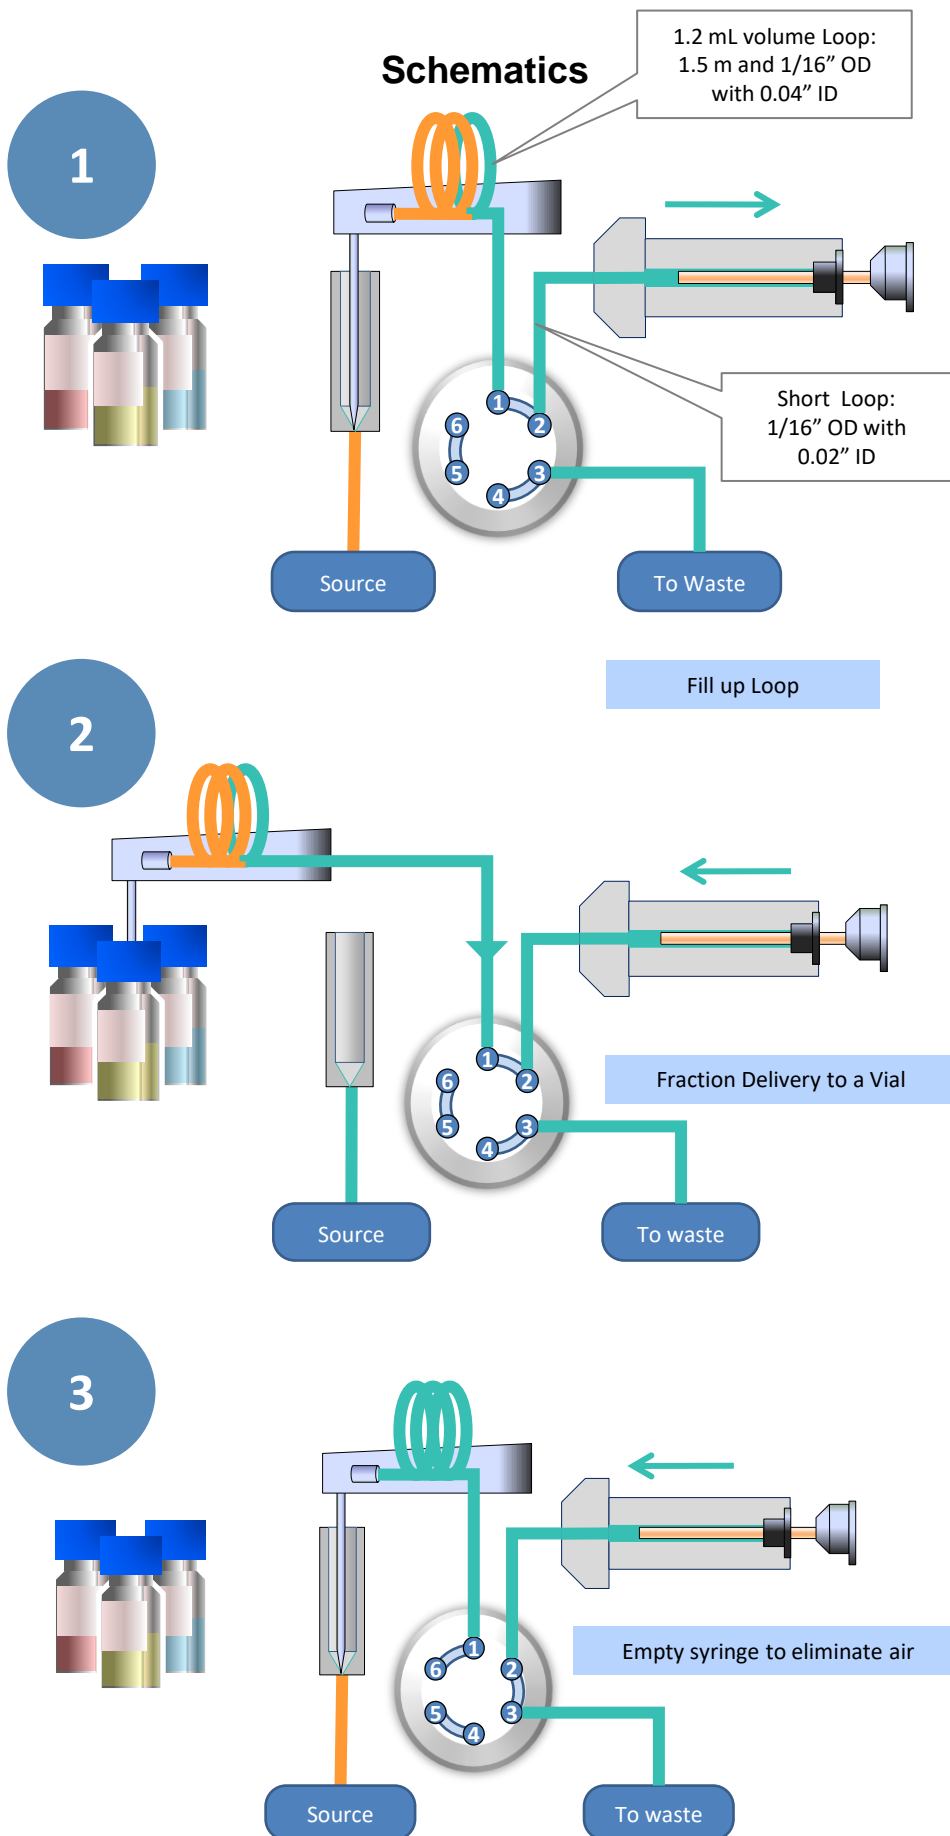 Schematics
1.2 mL volume Loop:
1.5 m and 1/16” OD
with 0.04” ID
1
1
2
3
4
5
6
Short Loop:
1/16” OD with
0.02” ID
Source
To Waste
Fill up Loop
2
1
2
3
4
5
6
Fraction Delivery to a Vial
Source
To waste
3
1
2
3
4
5
6
Empty syringe to eliminate air
Source
To waste